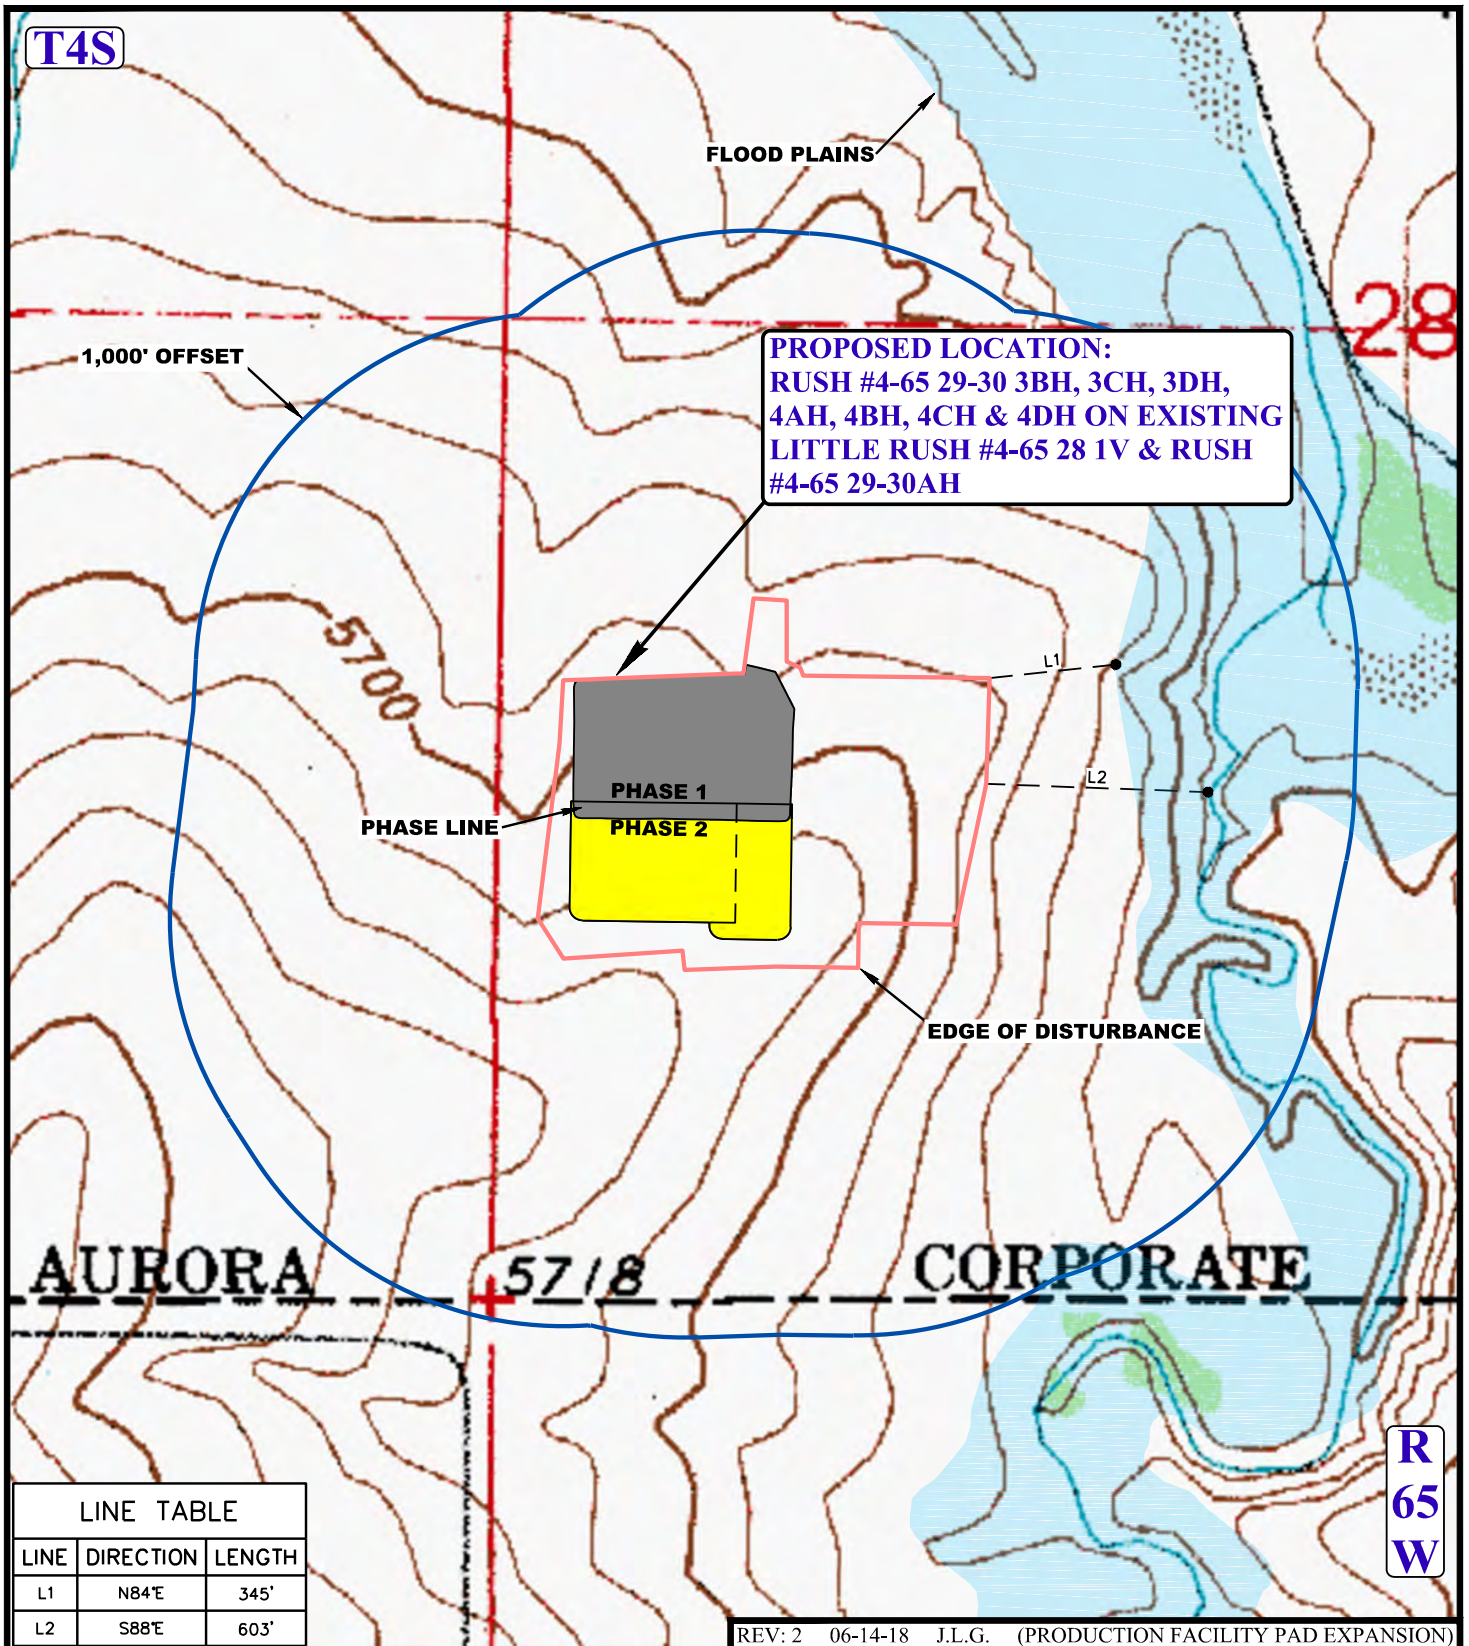 T4S
FLOOD PLAINS
28
1,000' OFFSET
PROPOSED LOCATION:
RUSH #4-65 29-30 3BH, 3CH, 3DH,
4AH, 4BH, 4CH & 4DH ON EXISTING
LITTLE RUSH #4-65 28 1V & RUSH
#4-65 29-30AH
5700
L1
L2
PHASE 1
PHASE LINE
PHASE 2
EDGE OF DISTURBANCE
AURORA
5718
CORPORATE
R
65
W
LINE TABLE
LINE DIRECTION LENGTH
L1 N84°E 345'
L2 S88°E 603'
REV: 2 06-14-18 J.L.G. (PRODUCTION FACILITY PAD EXPANSION)